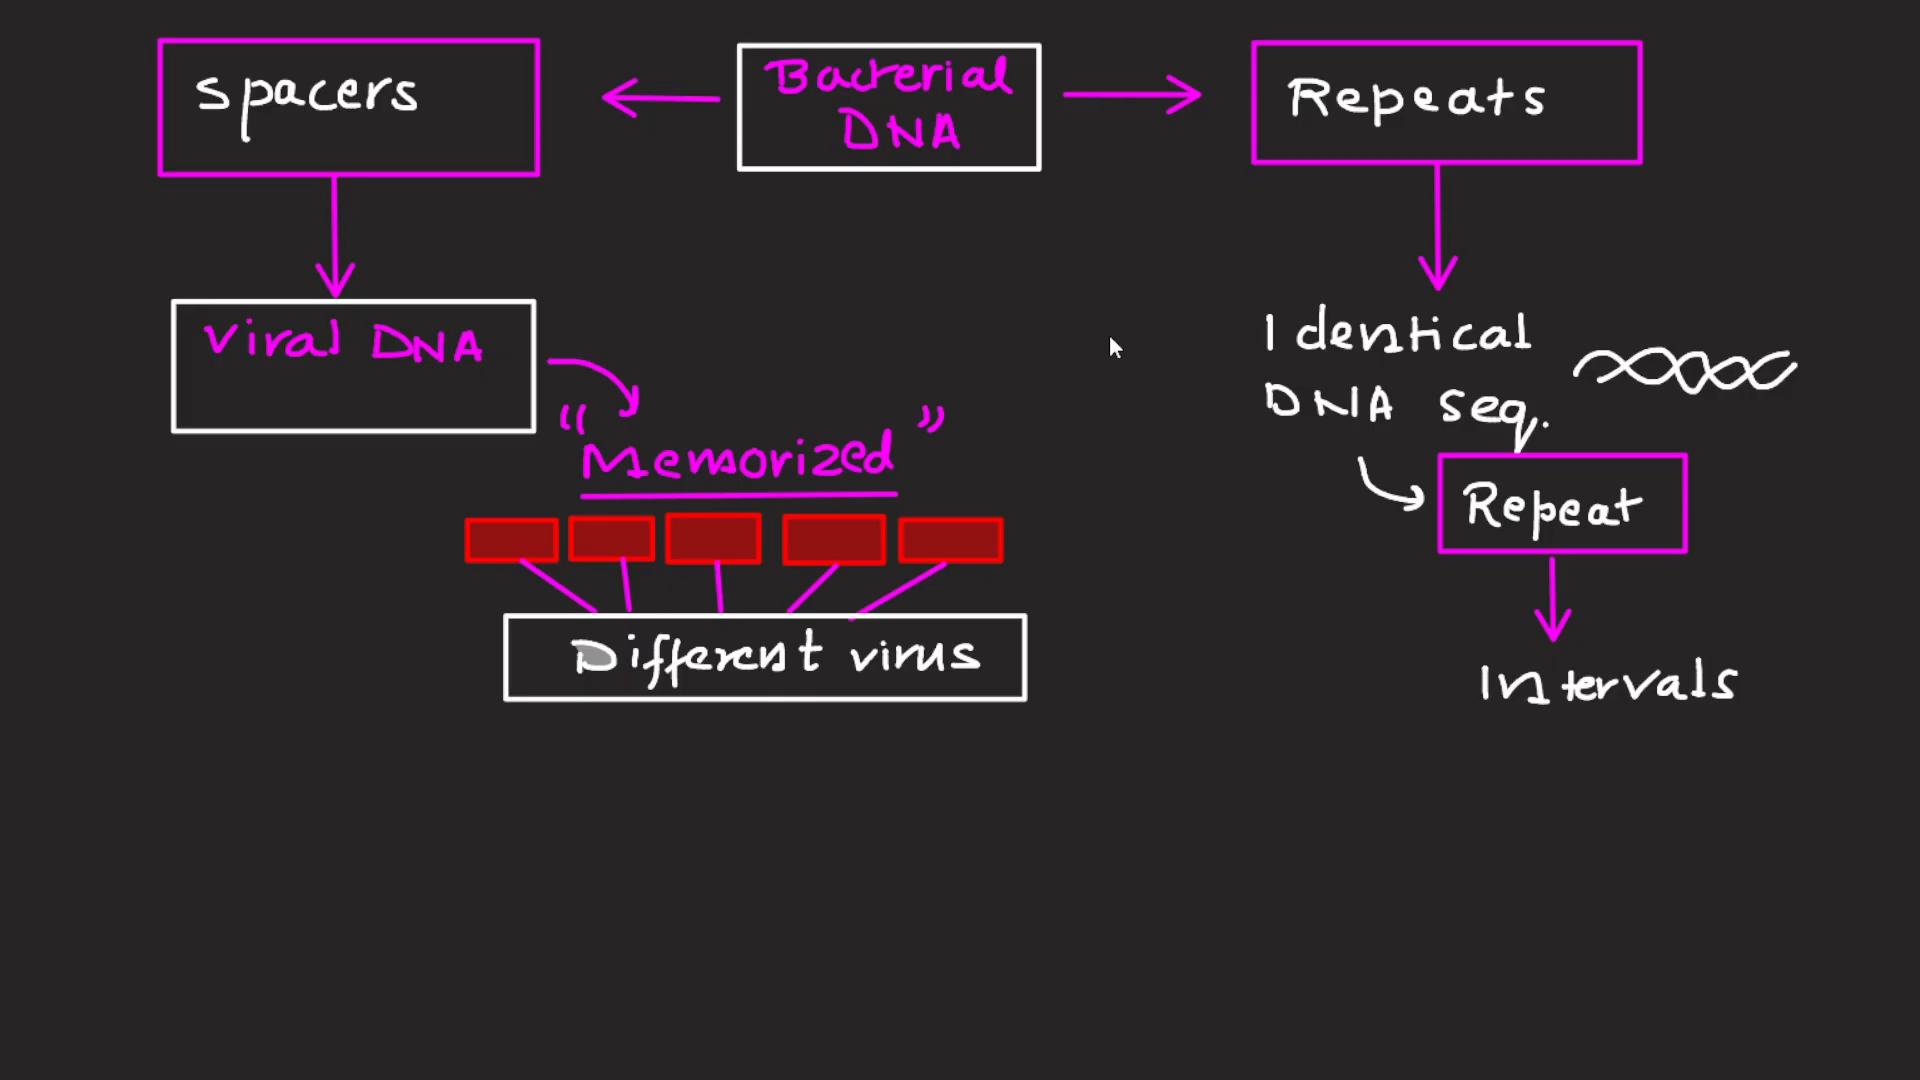 Spacers
Bacterial
DNA
Repeats
Viral DNA
"Memorized"
Different virus
Identical
DNA seq.
Repeat
Intervals